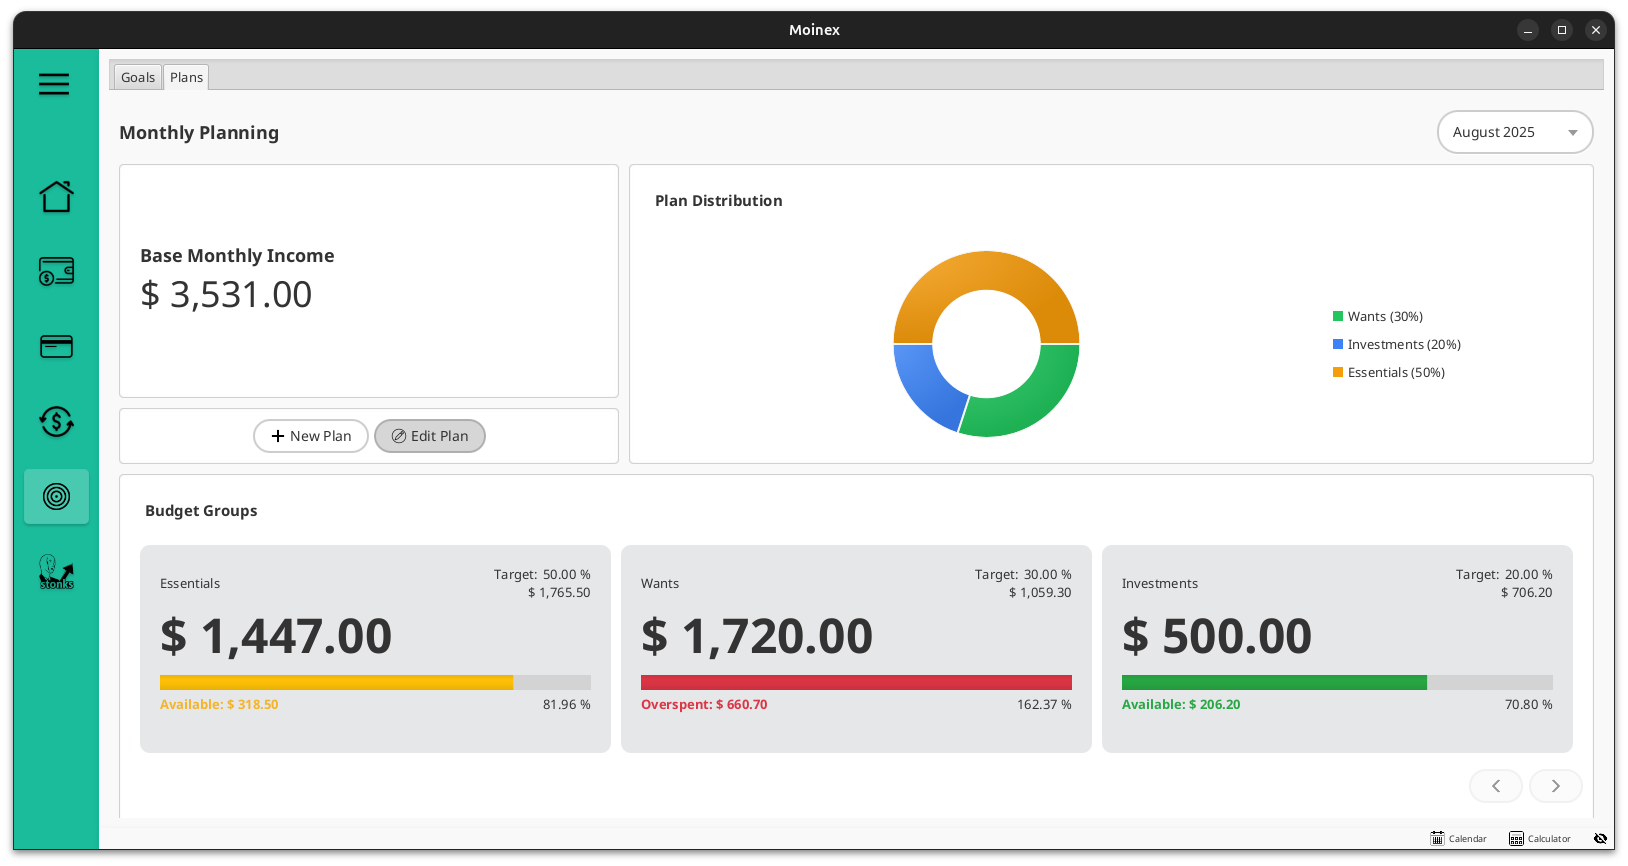 Moinex
Goals Plans
Monthly Planning
August 2025
Base Monthly Income
$ 3,531.00
New Plan Edit Plan
Plan Distribution
Wants (30%)
Investments (20%)
Essentials (50%)
Budget Groups
Essentials
Target: 50.00 %
$ 1,765.50
$ 1,447.00
Available: $ 318.50
81.96 %
Wants
Target: 30.00 %
$ 1,059.30
$ 1,720.00
Overspent: $ 660.70
162.37 %
Investments
Target: 20.00 %
$ 706.20
$ 500.00
Available: $ 206.20
70.80 %
stonks
Calendar Calculator